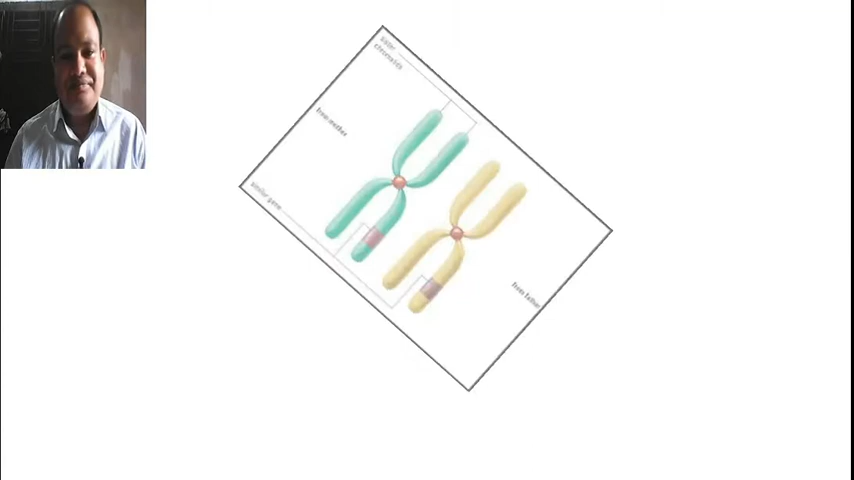 sister
chromatids
from mother
similar gene
from father